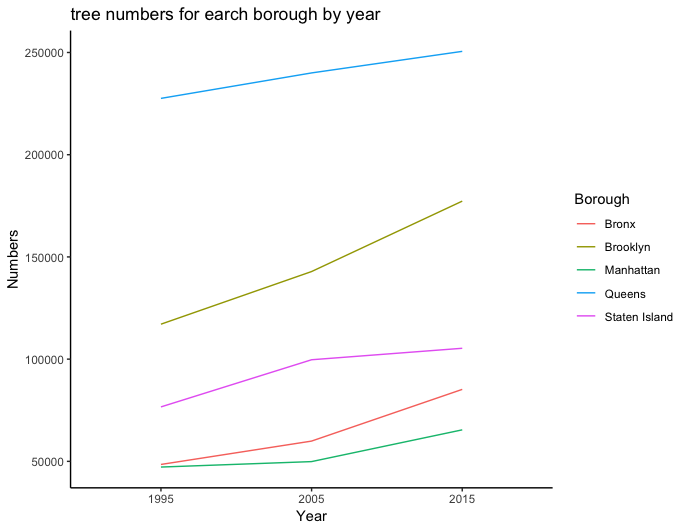 tree numbers for earch borough by year
250000
200000
150000
100000
50000
Numbers
1995 2005 2015
Year
Borough
Bronx
Brooklyn
Manhattan
Queens
Staten Island